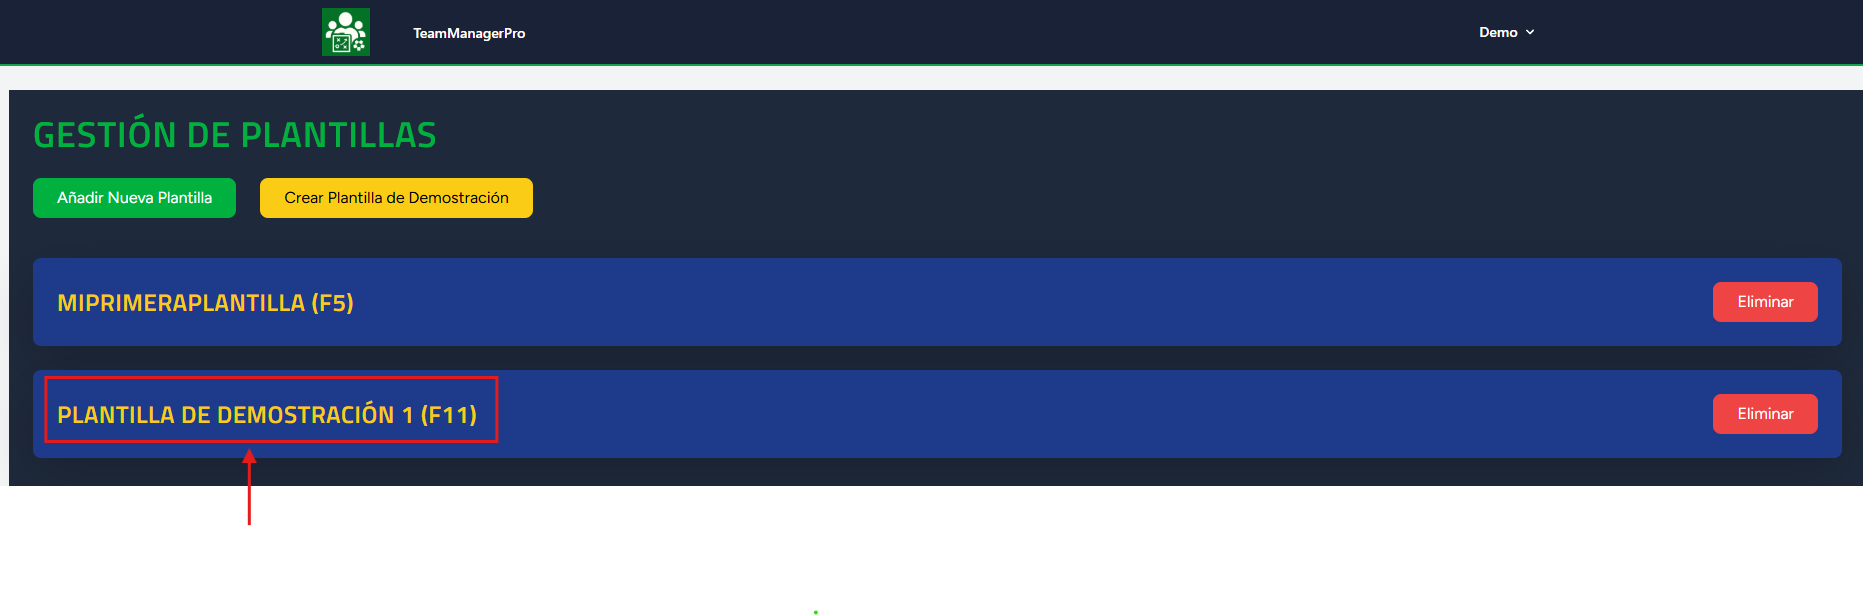 TeamManagerPro
Demo
GESTIÓN DE PLANTILLAS
Añadir Nueva Plantilla
Crear Plantilla de Demostración
MIPRIMERAPLANTILLA (F5)
Eliminar
PLANTILLA DE DEMOSTRACIÓN 1 (F11)
Eliminar